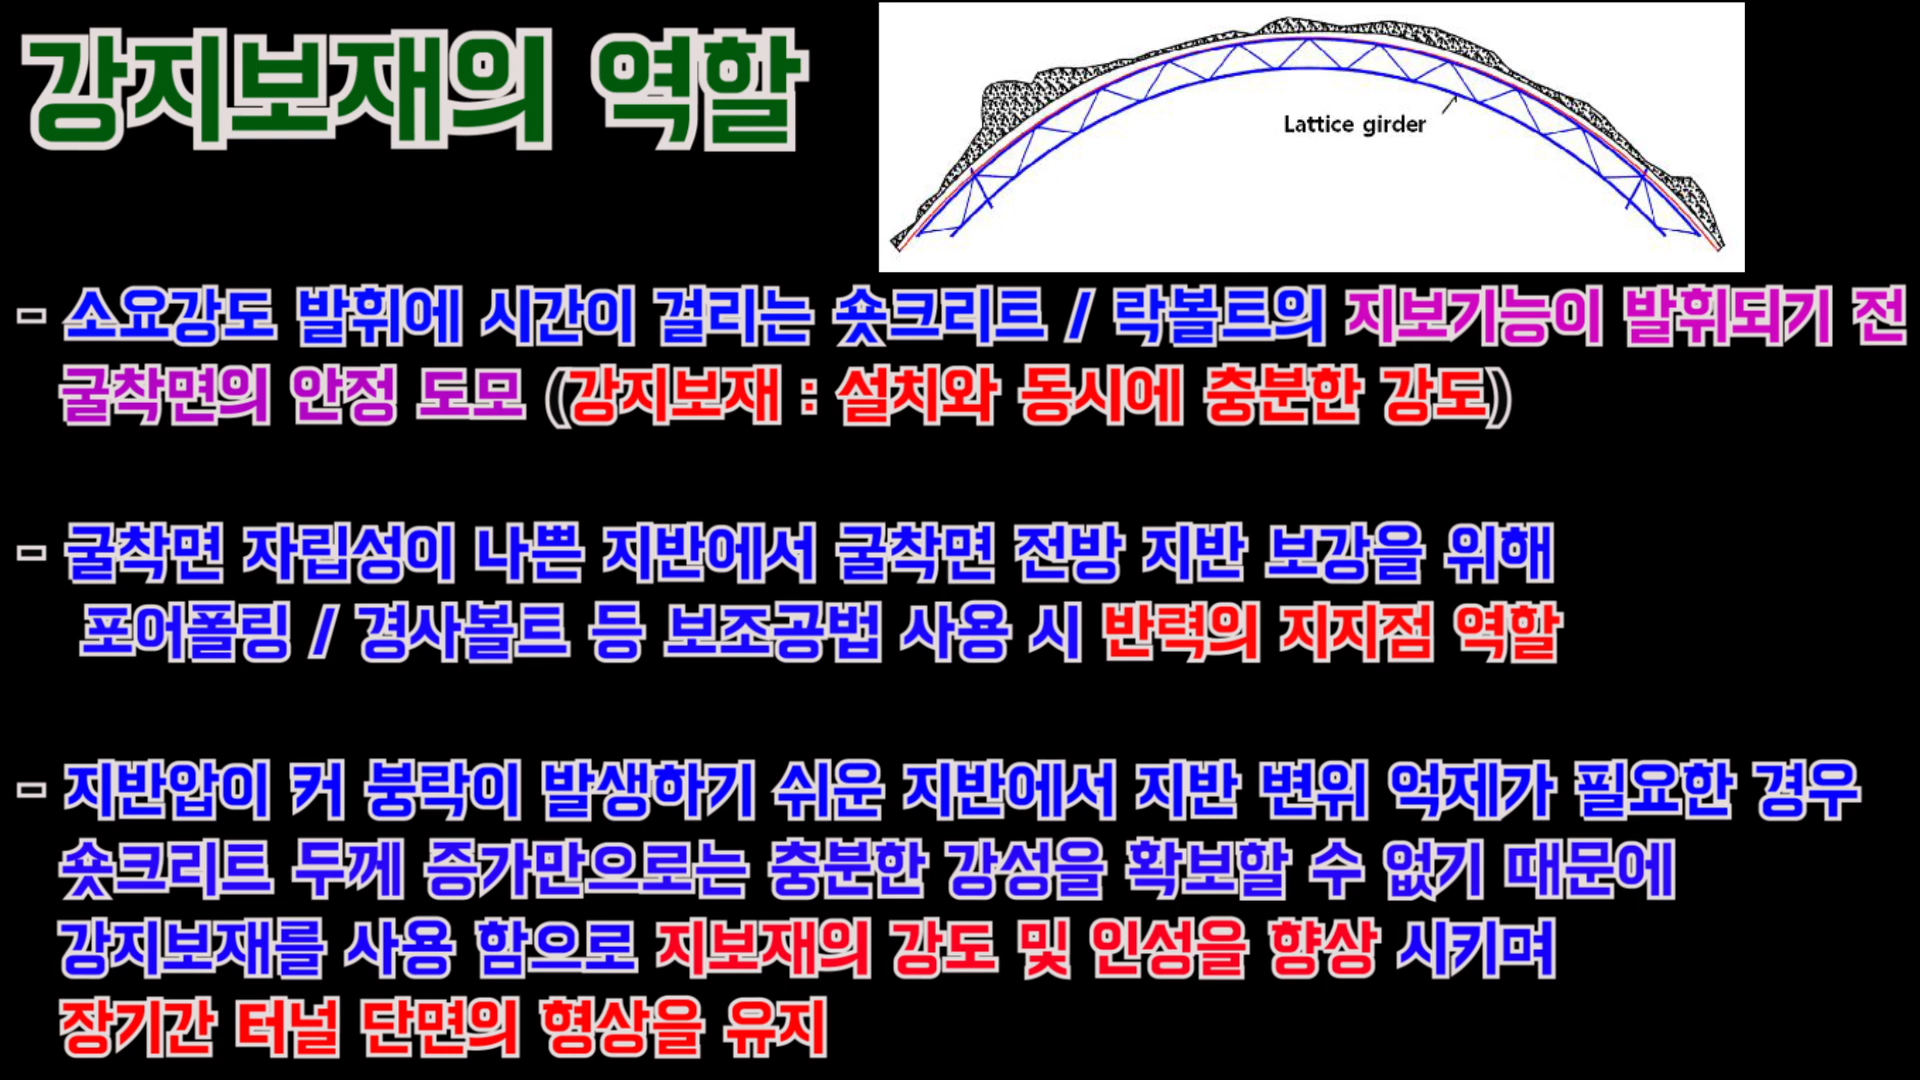 강지보재의 역할
Lattice girder
- 소요강도 발휘에 시간이 걸리는 숏크리트 / 락볼트의 지보기능이 발휘되기 전
굴착면의 안정 도모 (강지보재 : 설치와 동시에 충분한 강도)
- 굴착면 자립성이 나쁜 지반에서 굴착면 전방 지반 보강을 위해
포어폴링 / 경사볼트 등 보조공법 사용 시 반력의 지지점 역할
- 지반압이 커 붕락이 발생하기 쉬운 지반에서 지반 변위 억제가 필요한 경우
숏크리트 두께 증가만으로는 충분한 강성을 확보할 수 없기 때문에
강지보재를 사용 함으로 지보재의 강도 및 인성을 향상 시키며
장기간 터널 단면의 형상을 유지